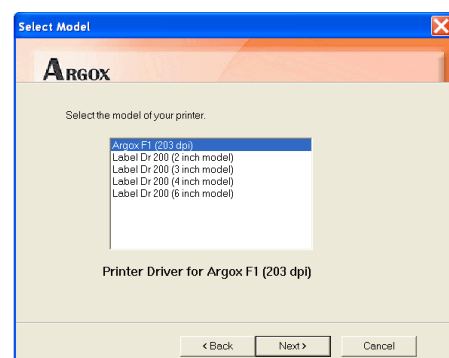 Select Model
ARGOX
Select the model of your printer.
Argox F1 (203 dpi)
Label Dr 200 (2 inch model)
Label Dr 200 (3 inch model)
Label Dr 200 (4 inch model)
Label Dr 200 (6 inch model)
Printer Driver for Argox F1 (203 dpi)
< Back Next > Cancel